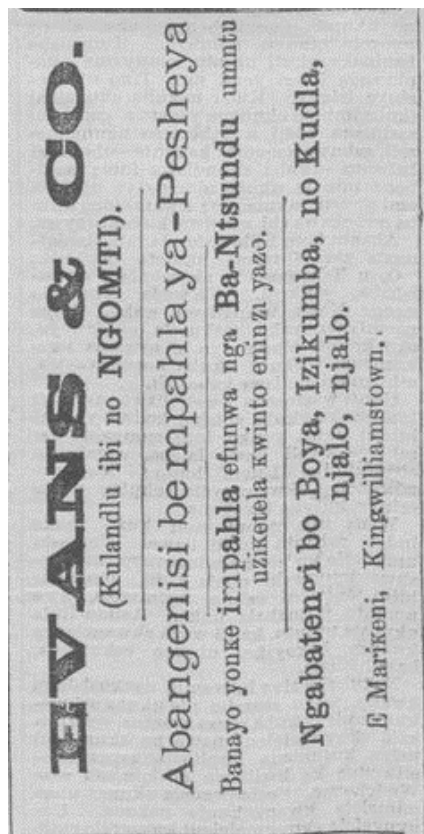 EVANS & CO.
(Kulandlu ibi no NGOMTI).
Abangenisi be mpahla ya-Pesheya
Banayo yonke impahla efunwa nga Ba-Ntsundu umntu
uziketela kwinto eninzi yazo.
Ngabatengi bo Boya, Izikumba, no Kudla,
njalo, njalo.
E Marikeni, Kingwilliamstown.